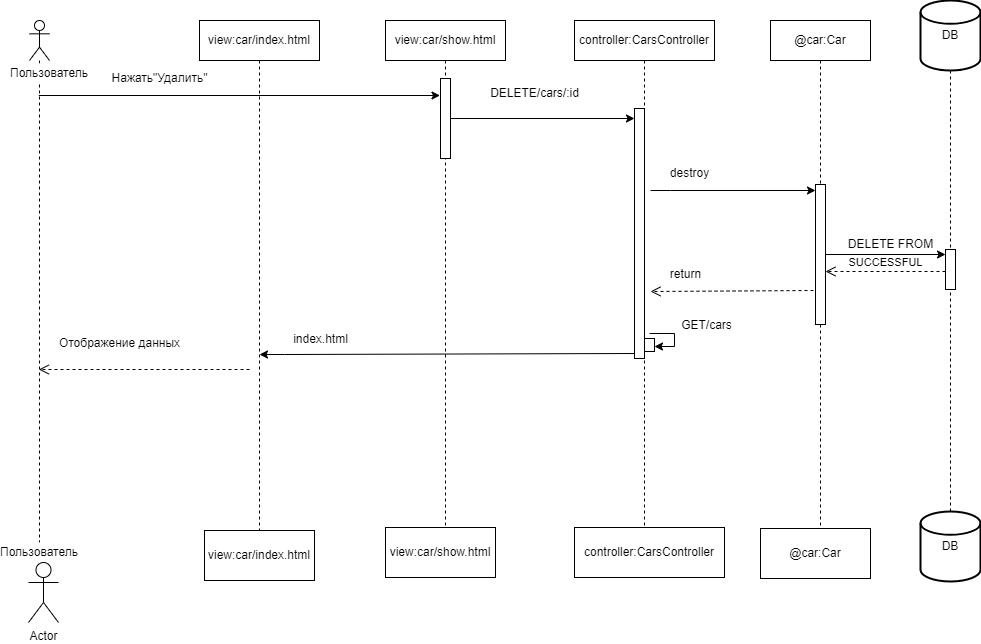 view:car/index.html
view:car/show.html
controller:CarsController
@car:Car
DB
Пользователь
Нажать"Удалить"
DELETE/cars/:id
destroy
DELETE FROM
SUCCESSFUL
return
GET/cars
index.html
Отображение данных
Пользователь
view:car/index.html
view:car/show.html
controller:CarsController
@car:Car
DB
Actor